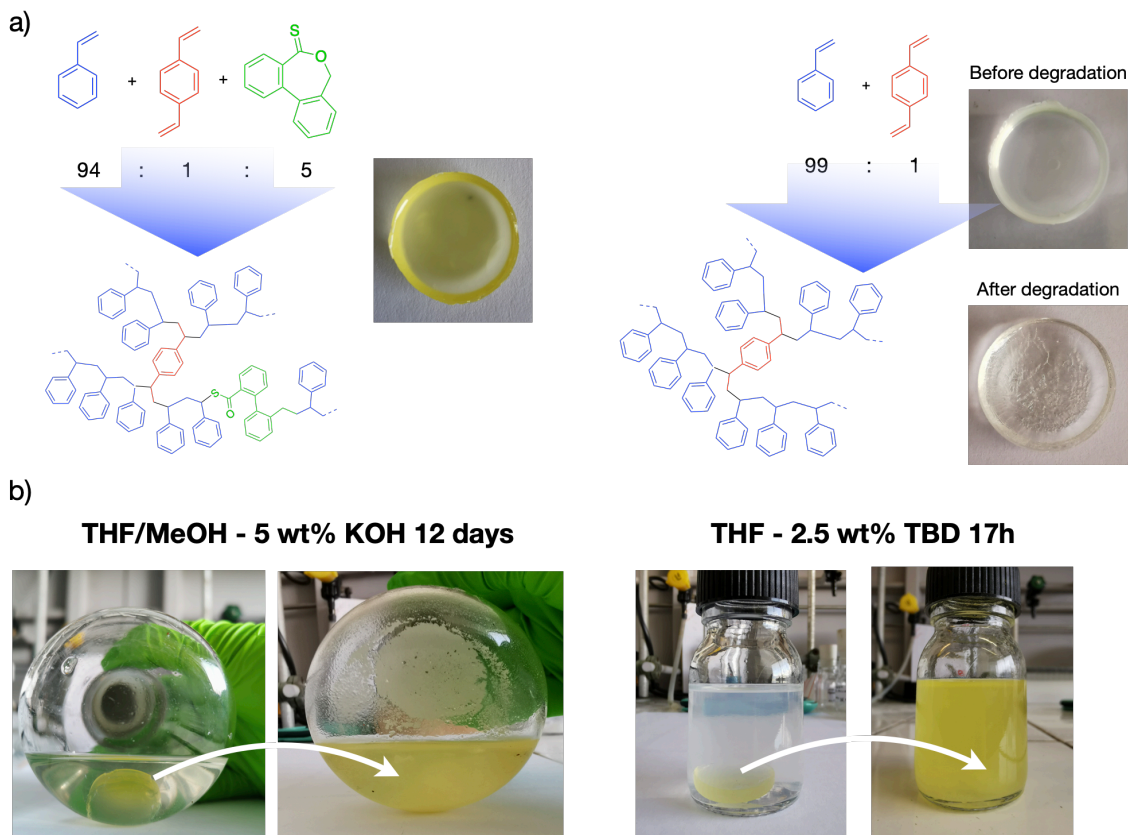 a)
S
O
+ +
94 : 1 : 5
S
O
+
99 : 1
Before degradation
After degradation
b)
THF/MeOH - 5 wt% KOH 12 days
THF - 2.5 wt% TBD 17h